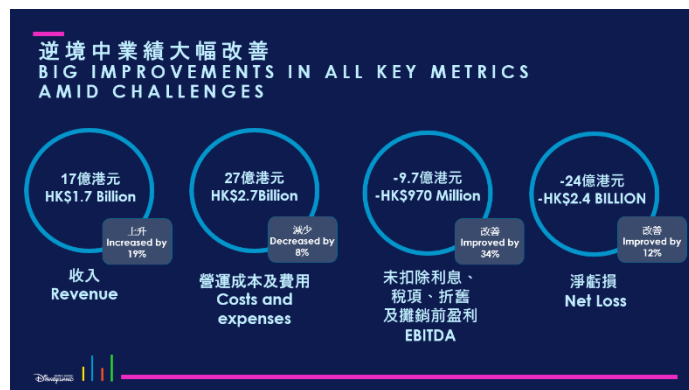 逆境中業績大幅改善
BIG IMPROVEMENTS IN ALL KEY METRICS
AMID CHALLENGES
17億港元
HK$1.7 Billion
上升
Increased by
19%
收入
Revenue
27億港元
HK$2.7Billion
減少
Decreased by
8%
營運成本及費用
Costs and
expenses
-9.7億港元
-HK$970 Million
改善
Improved by
34%
未扣除利息、
稅項、折舊
及攤銷前盈利
EBITDA
-24億港元
-HK$2.4 BILLION
改善
Improved by
12%
淨虧損
Net Loss
Disneyland